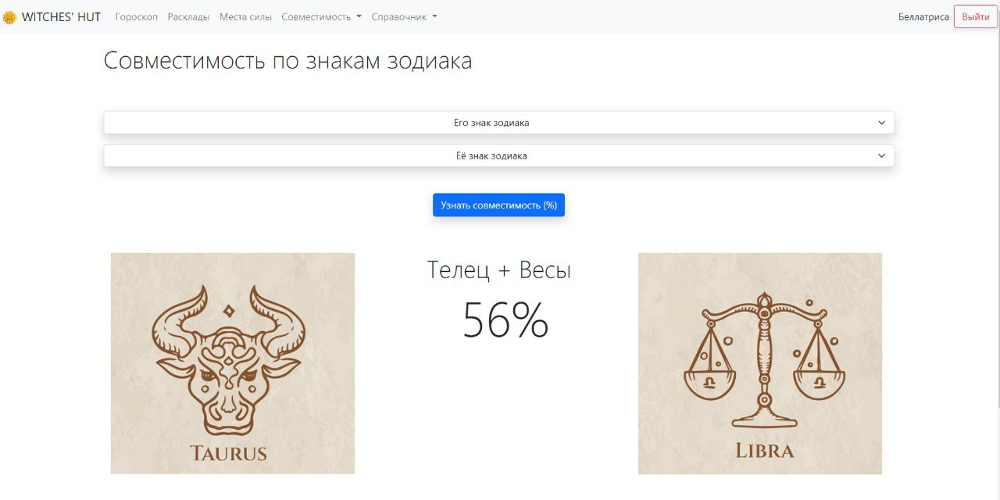 WITCHES' HUT Гороскоп Расклады Места силы Совместимость Справочник Беллатриса Выйти
Совместимость по знакам зодиака
Его знак зодиака
Её знак зодиака
Узнать совместимость (%)
Телец + Весы
56%
TAURUS
LIBRA